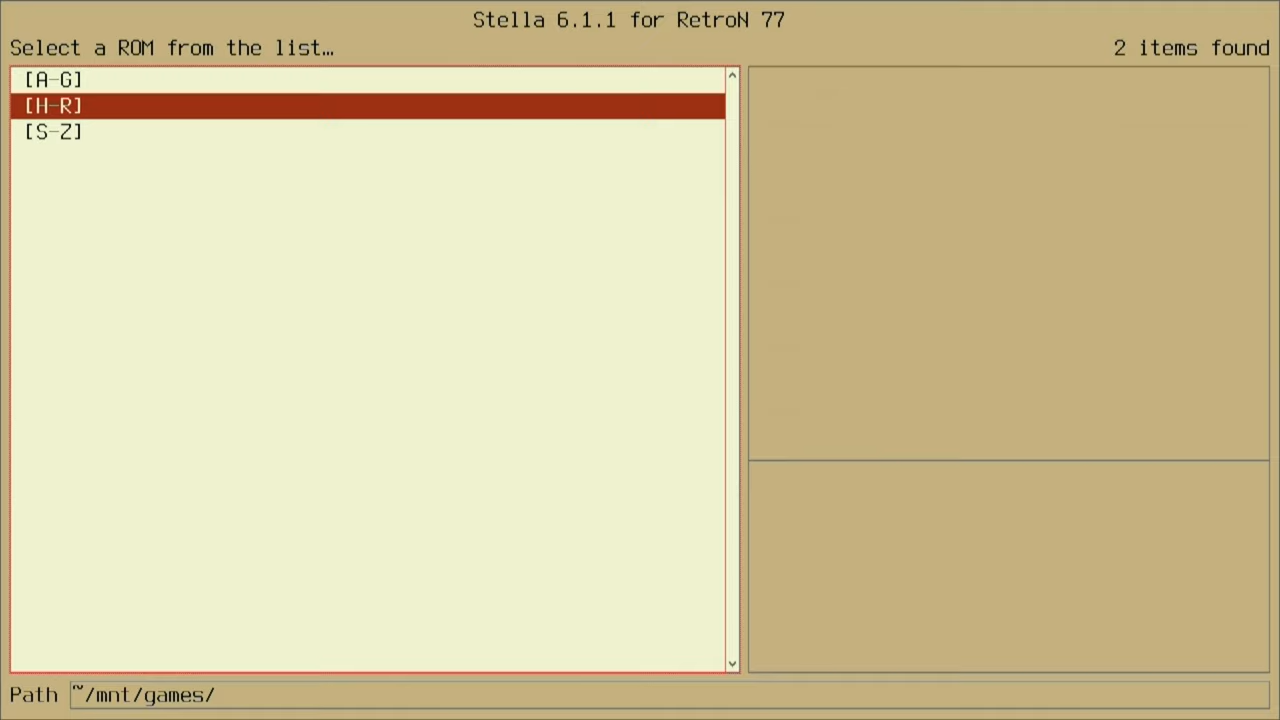 Stella 6.1.1 for RetroN 77
Select a ROM from the list…
2 items found
[A-G]
[H-R]
[S-Z]
Path ~/mnt/games/